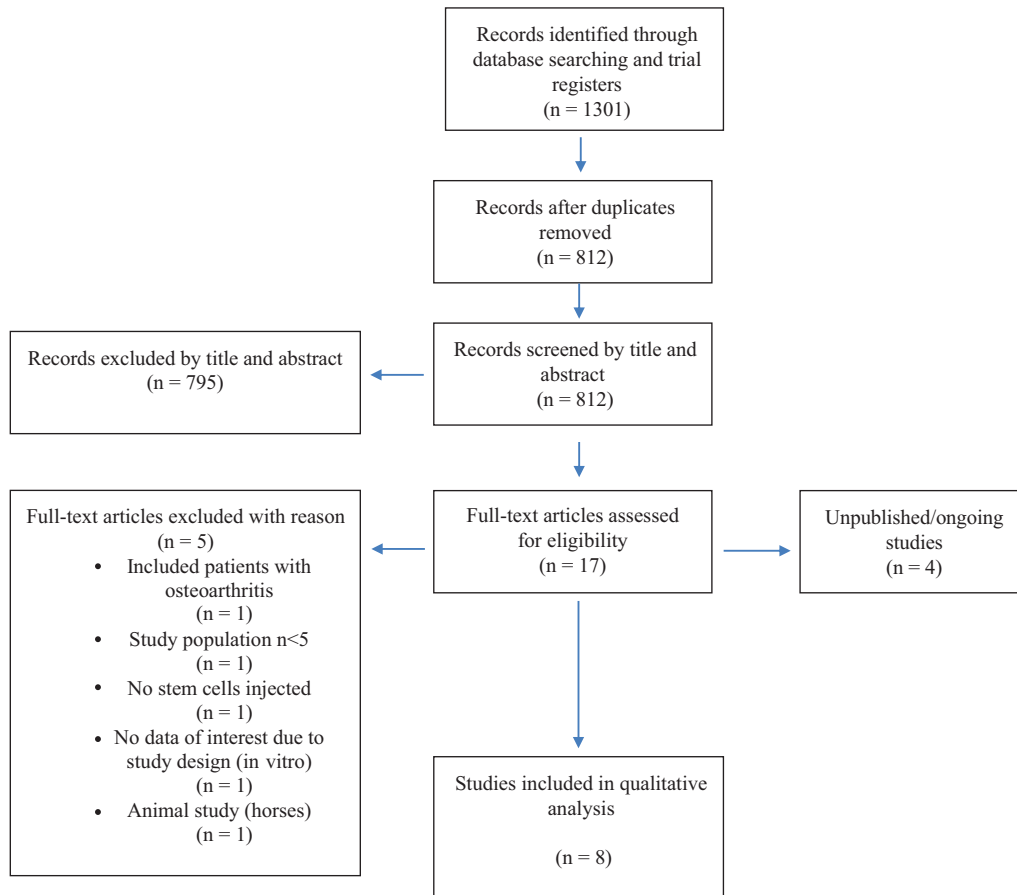 Records identified through
database searching and trial
registers
(n = 1301)
Records after duplicates
removed
(n = 812)
Records screened by title and
abstract
(n = 812)
Records excluded by title and abstract
(n = 795)
Full-text articles assessed
for eligibility
(n = 17)
Full-text articles excluded with reason
(n = 5)
• Included patients with
osteoarthritis
(n = 1)
• Study population n<5
(n = 1)
• No stem cells injected
(n = 1)
• No data of interest due to
study design (in vitro)
(n = 1)
• Animal study (horses)
(n = 1)
Unpublished/ongoing
studies
(n = 4)
Studies included in qualitative
analysis
(n = 8)